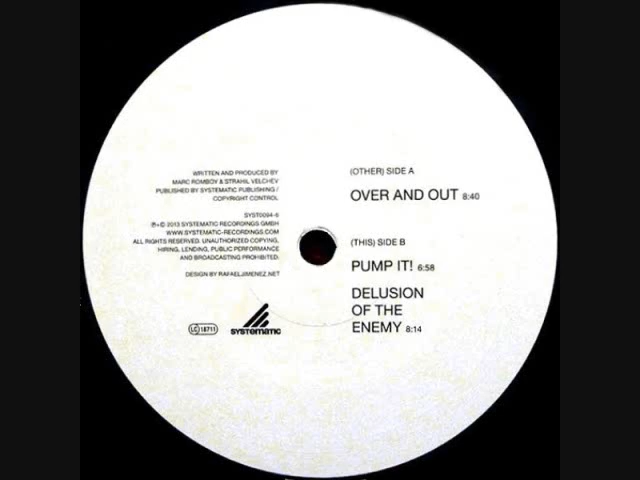 WRITTEN AND PRODUCED BY
MARC ROMBOY & STRAHIL VELCHEV
PUBLISHED BY SYSTEMATIC PUBLISHING /
COPYRIGHT CONTROL
SYST0094-6
℗+© 2013 SYSTEMATIC RECORDINGS GMBH
WWW.SYSTEMATIC-RECORDINGS.COM
ALL RIGHTS RESERVED. UNAUTHORIZED COPYING,
HIRING, LENDING, PUBLIC PERFORMANCE
AND BROADCASTING PROHIBITED.
DESIGN BY RAFAELJIMENEZ.NET
LC 18711
SYSTEMATIC
(OTHER) SIDE A
OVER AND OUT 8:40
(THIS) SIDE B
PUMP IT! 6:58
DELUSION
OF THE
ENEMY 8:14